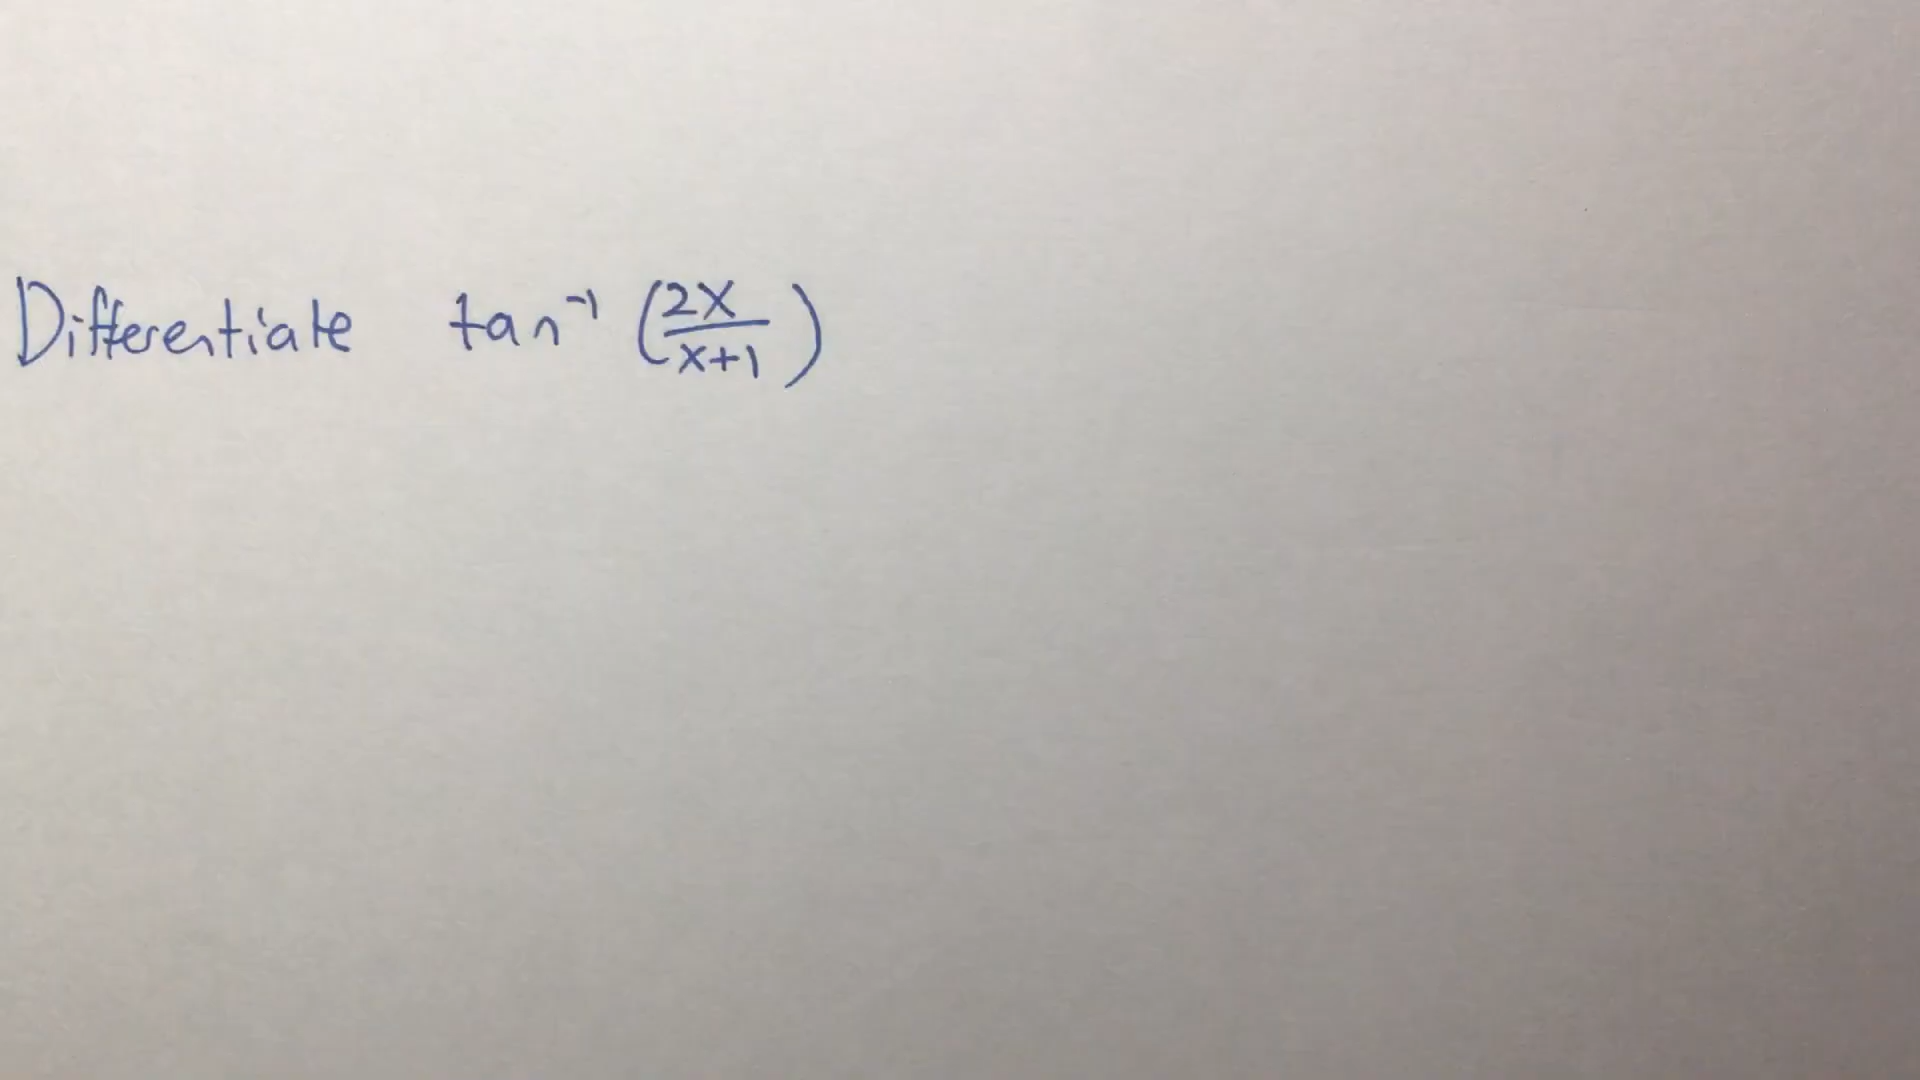 Differentiate tan⁻¹ (2x/x+1)